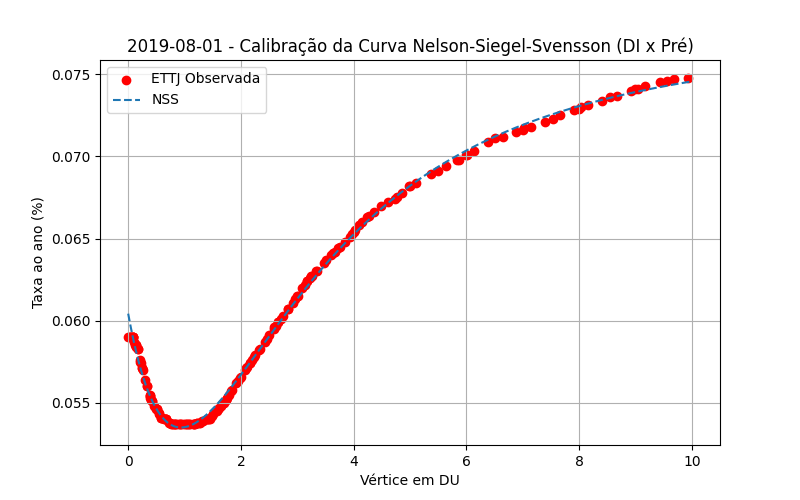 2019-08-01 - Calibração da Curva Nelson-Siegel-Svensson (DI x Pré)
ETTJ Observada
NSS
Taxa ao ano (%)
0.075
0.070
0.065
0.060
0.055
0 2 4 6 8 10
Vértice em DU